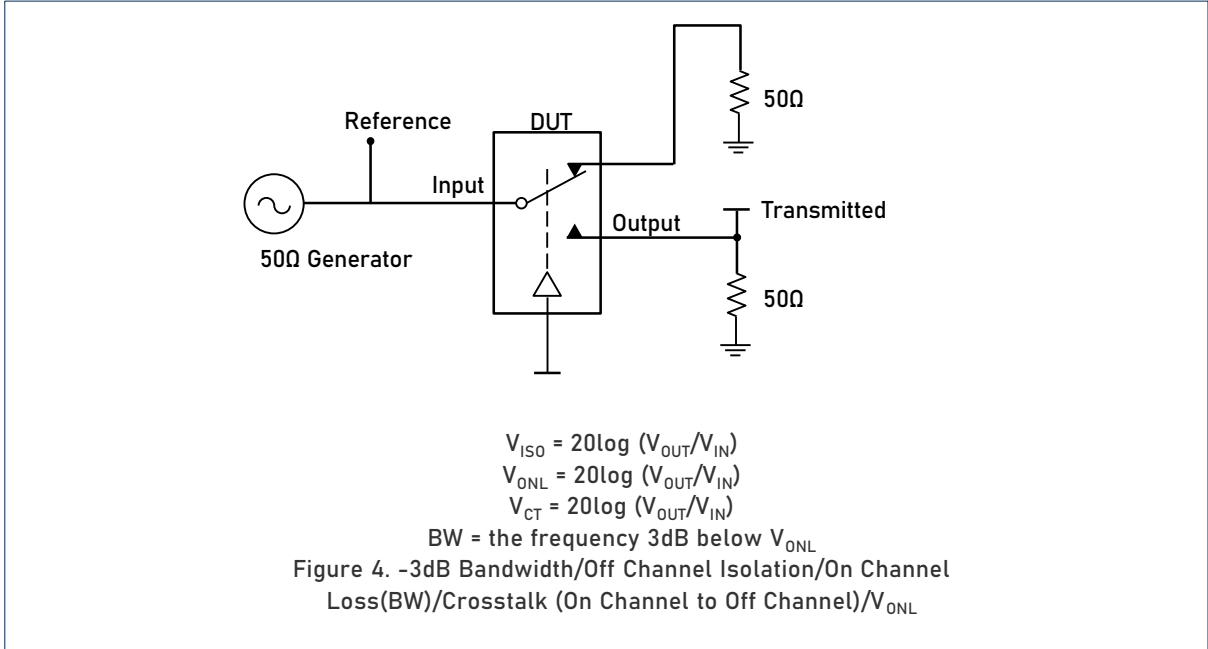 50Ω
Reference
DUT
Input
Transmitted
Output
50Ω Generator
50Ω
V_ISO = 20log (V_OUT/V_IN)
V_ONL = 20log (V_OUT/V_IN)
V_CT = 20log (V_OUT/V_IN)
BW = the frequency 3dB below V_ONL
Figure 4. -3dB Bandwidth/Off Channel Isolation/On Channel
Loss(BW)/Crosstalk (On Channel to Off Channel)/V_ONL